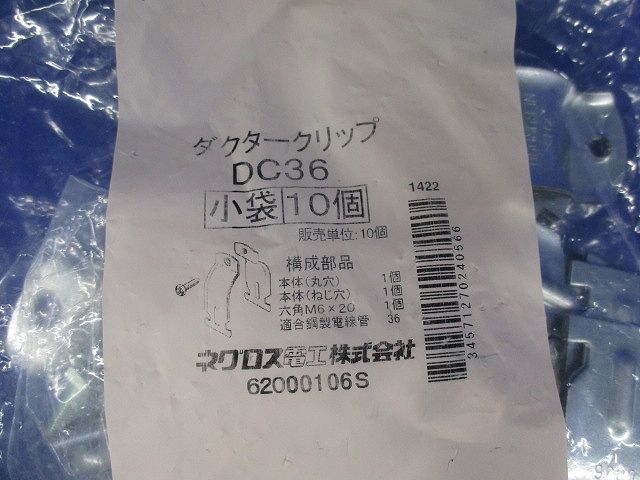 ダクタークリップ
DC36
小袋 10個
販売単位:10個
1422
構成部品
本体(丸穴) 1個
本体(ねじ穴) 1個
六角M6×20 1個
適合鋼製電線管 36
ネグロス電工株式会社
62000106S
3457127024056​6